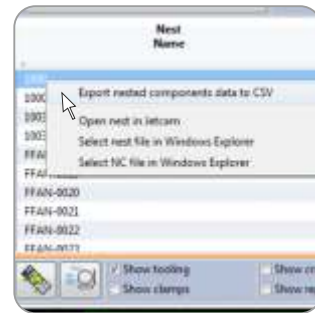 Nest
Name
Export nested components data to CSV
Open nest in Jetcam
Select nest file in Windows Explorer
Select NC file in Windows Explorer
FFAN-0020
FFAN-0021
FFAN-0022
Show tooling
Show clamps
Show
Show